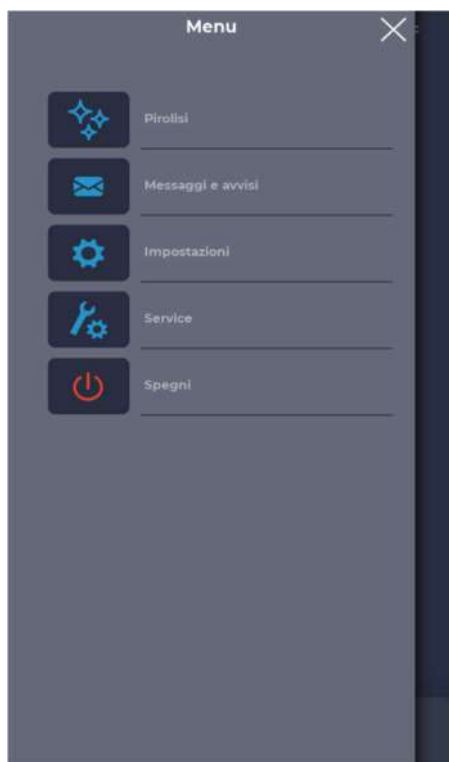 Menu
Pirolisi
Messaggi e avvisi
Impostazioni
Service
Spegni